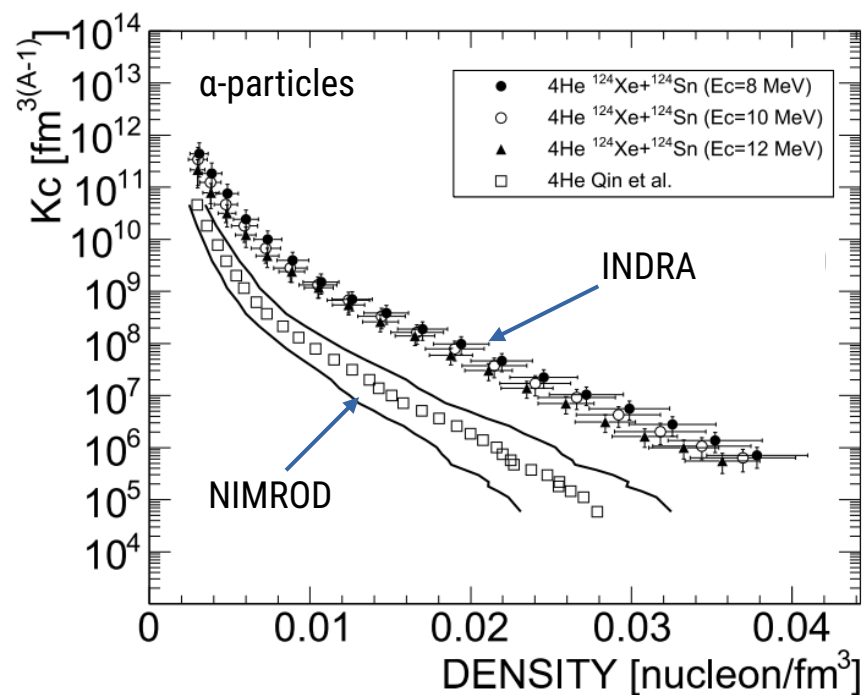 Kc [fm^3(A-1)]
10^14
10^13
10^12
10^11
10^10
10^9
10^8
10^7
10^6
10^5
10^4
α-particles
4He ^124Xe+^124Sn (Ec=8 MeV)
4He ^124Xe+^124Sn (Ec=10 MeV)
4He ^124Xe+^124Sn (Ec=12 MeV)
4He Qin et al.
INDRA
NIMROD
0 0.01 0.02 0.03 0.04
DENSITY [nucleon/fm^3]